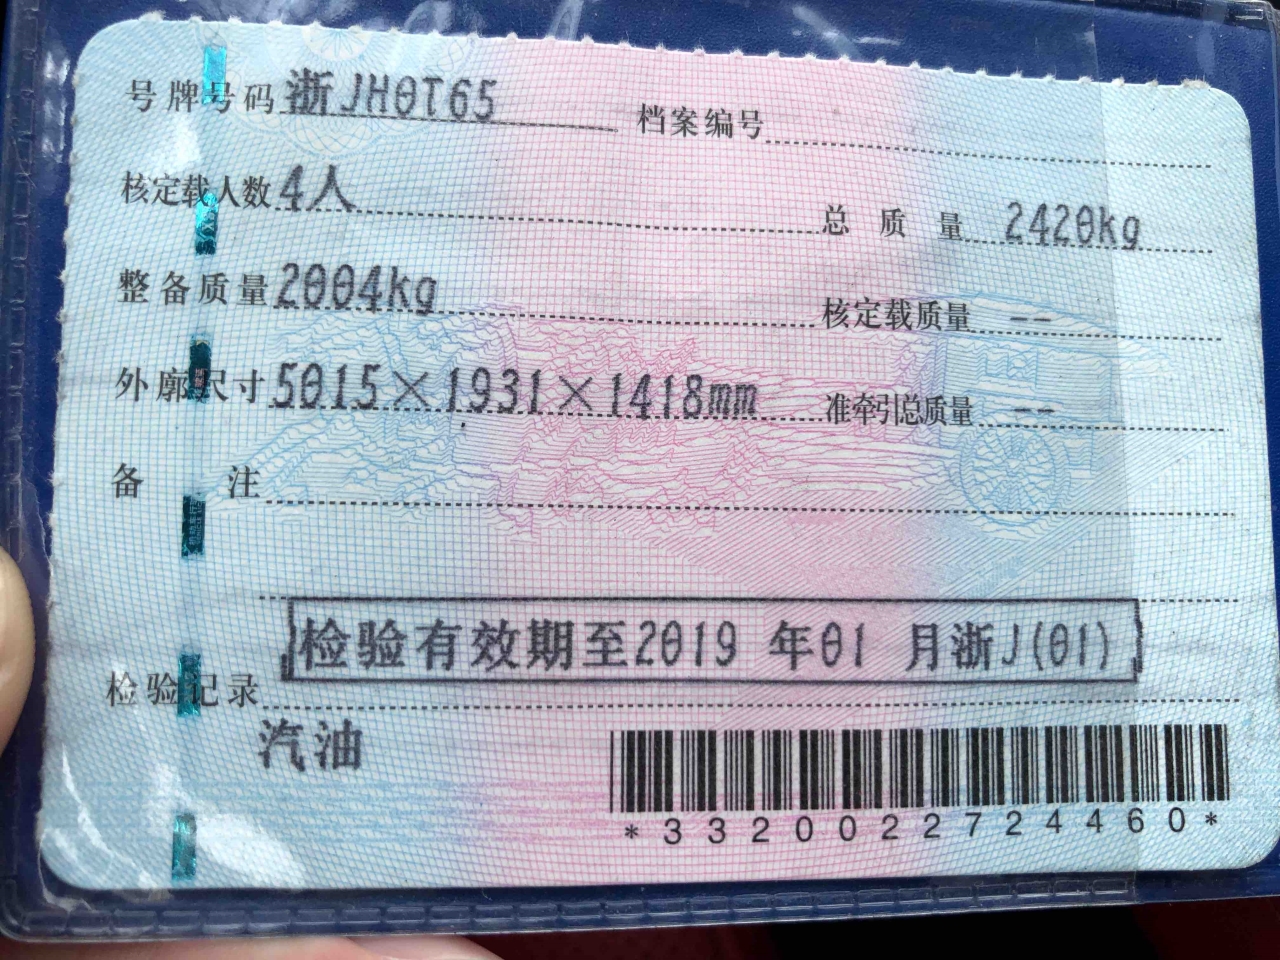 号牌号码 浙JH0T65 档案编号
核定载人数 4人 总质量 2420kg
整备质量 2004kg 核定载质量 --
外廓尺寸 5015×1931×1418mm 准牵引总质量 --
备注
检验有效期至2019 年01 月浙J(01)
检验记录
汽油
*3320022724460*